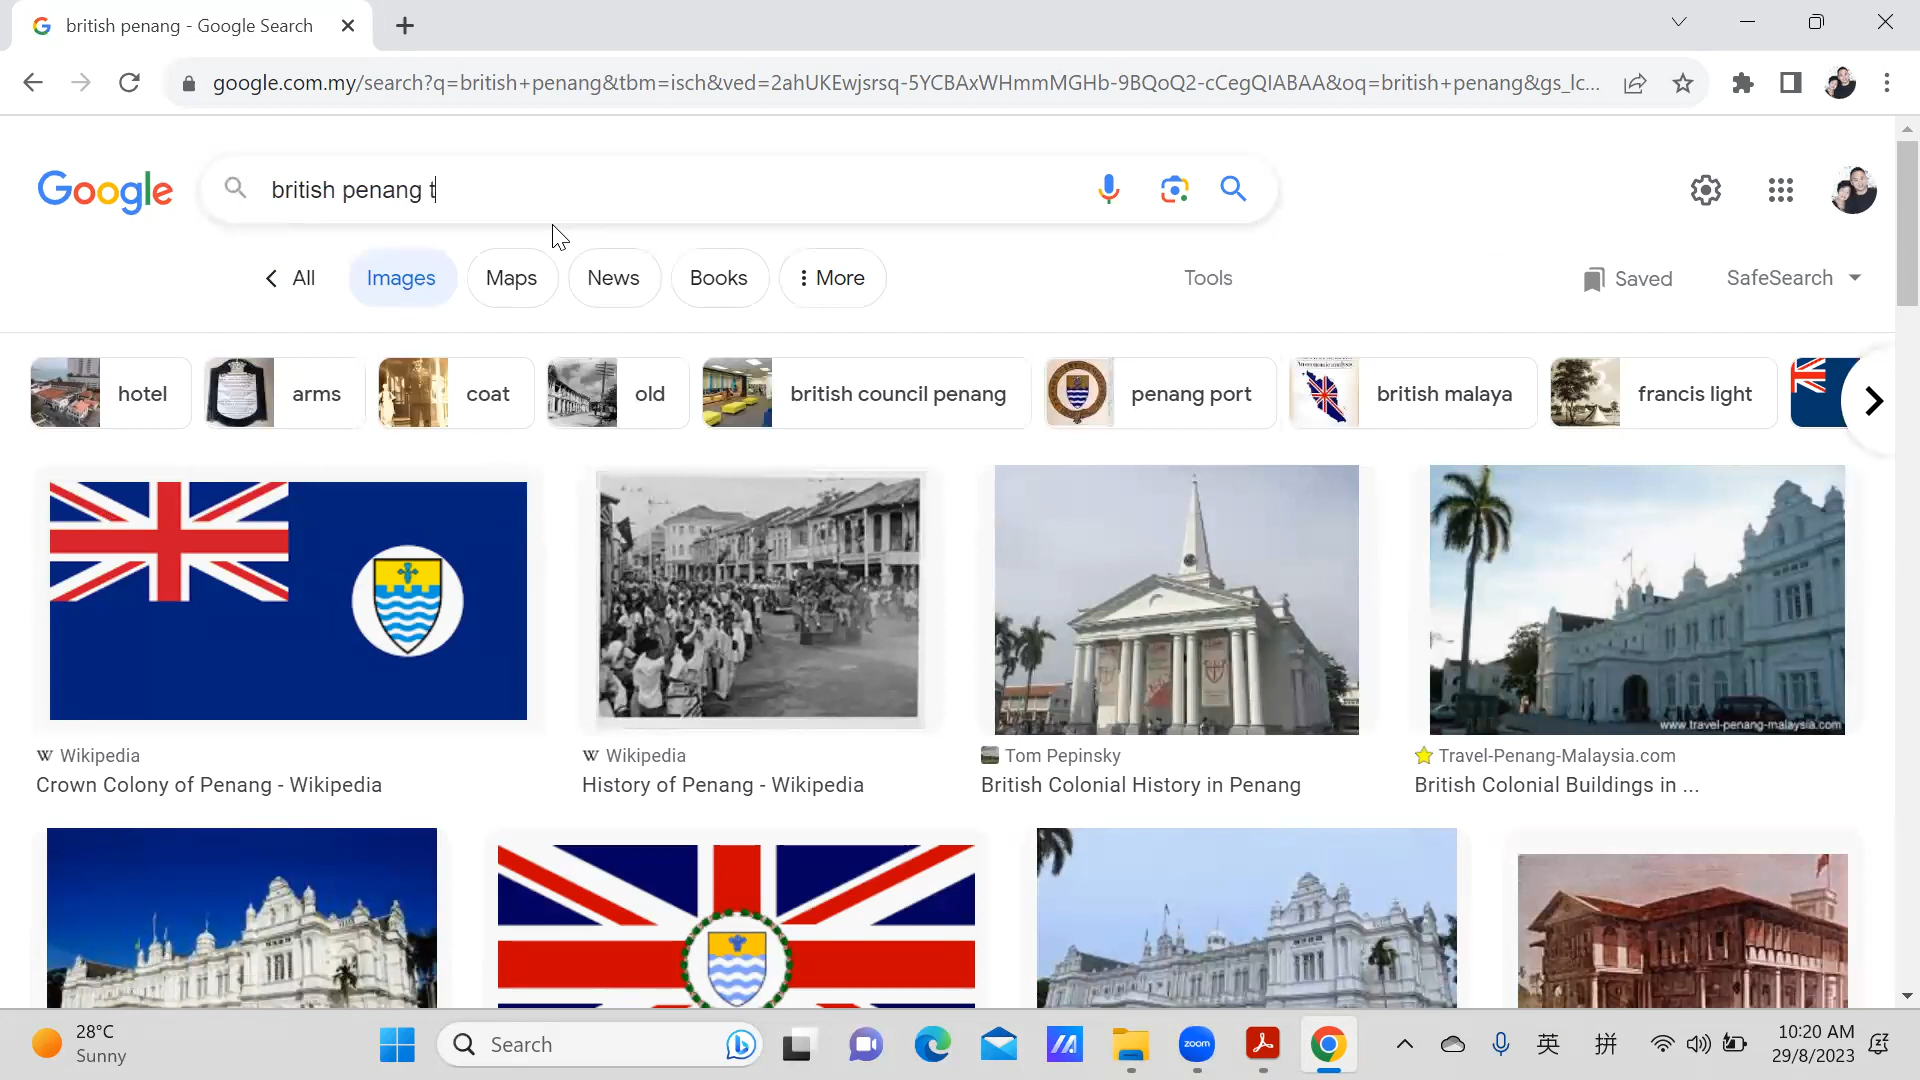 british penang - Google Search
google.com.my/search?q=british+penang&tbm=isch&ved=2ahUKEwjsrsq-5YCBAxWHmmMGHb-9BQoQ2-cCegQIABAA&oq=british+penang&gs_lc...
Google
british penang t
All
Images
Maps
News
Books
More
Tools
Saved
SafeSearch
hotel
arms
coat
old
british council penang
penang port
british malaya
francis light
www.travel-penang-malaysia.com
W Wikipedia
Crown Colony of Penang - Wikipedia
W Wikipedia
History of Penang - Wikipedia
Tom Pepinsky
British Colonial History in Penang
Travel-Penang-Malaysia.com
British Colonial Buildings in ...
28°C
Sunny
Search
zoom
英
拼
10:20 AM
29/8/2023